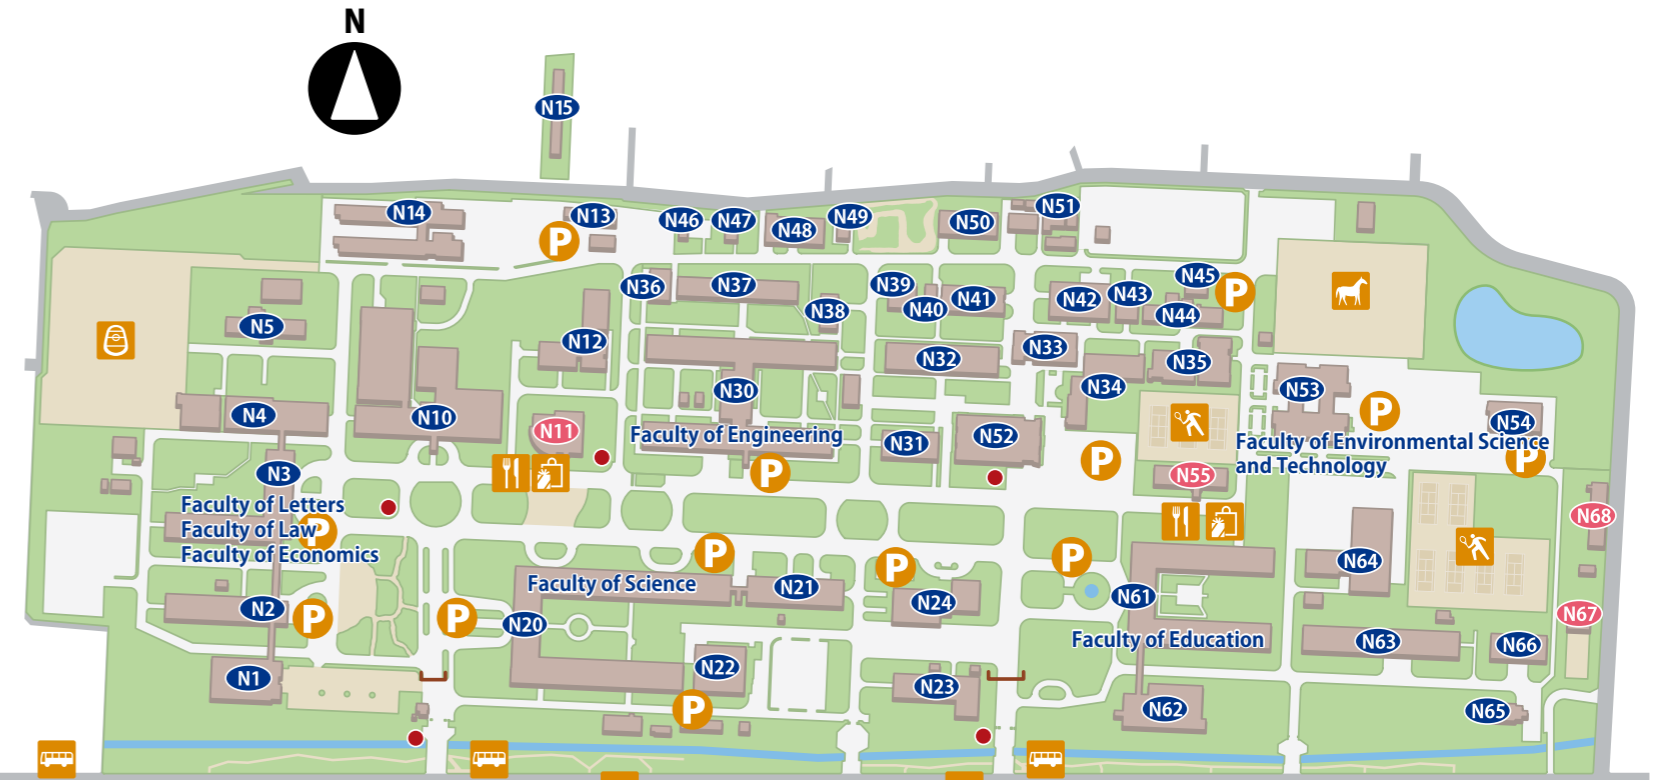 N
N15
N14
N13
N46
N47
N48
N49
N50
N51
P
N5
N12
N36
N37
N38
N39
N40
N41
N42
N43
N44
N45
P
N4
N10
N11
N30
N32
N33
N34
N35
N53
P
N54
Faculty of Engineering
N31
N52
P
P
Faculty of Environmental Science
and Technology
P
N3
N55
Faculty of Letters
Faculty of Law
Faculty of Economics
P
N68
P
P
P
Faculty of Science
N21
N24
N61
N64
N2
P
P
N20
N67
Faculty of Education
N63
N66
N1
N22
N23
P
N62
N65